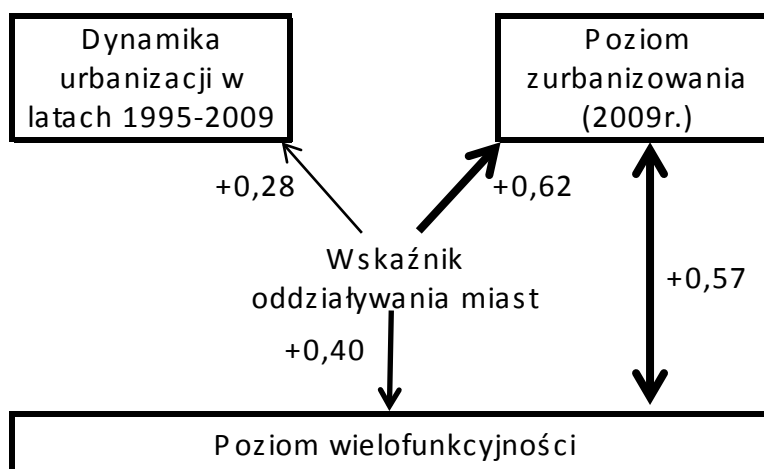 Dynamika
urbanizacji w
latach 1995-2009
Poziom
zurbanizowania
(2009r.)
+0,28
+0,62
Wskaźnik
oddziaływania miast
+0,57
+0,40
Poziom wielofunkcyjności